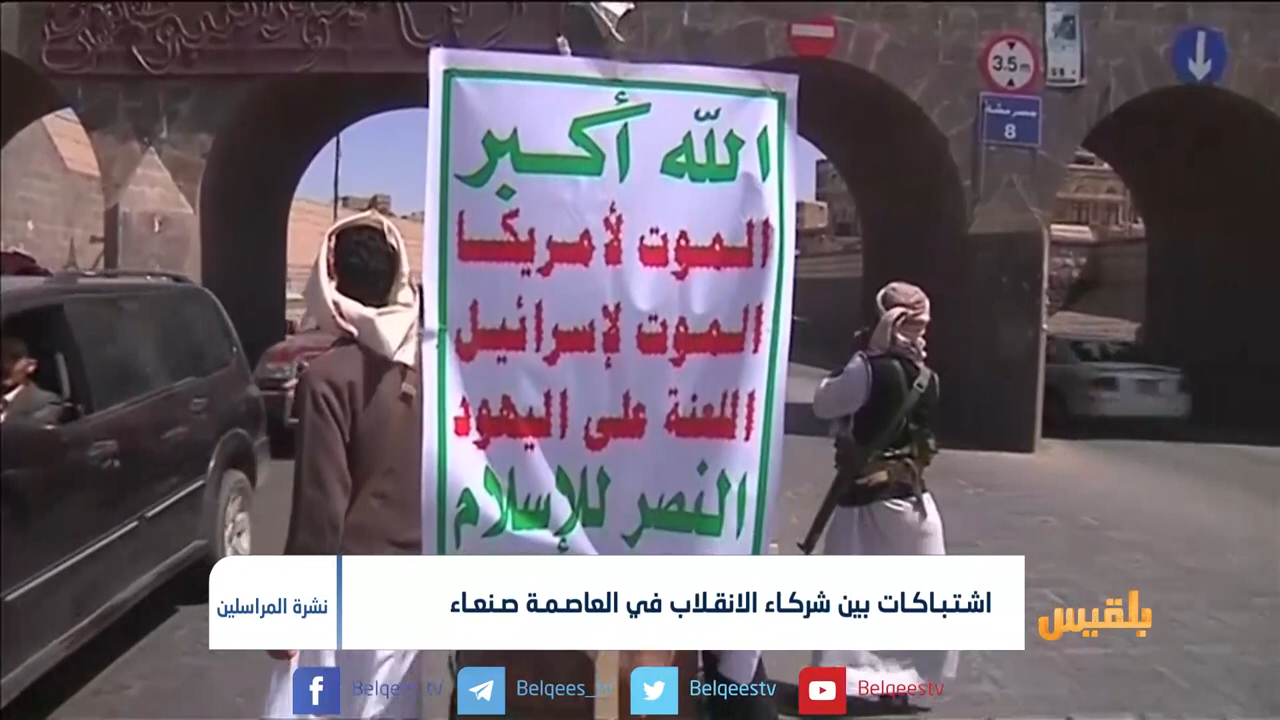 3.5 m
8
الله أكبر
الموت لأمريكا
الموت لإسرائيل
اللعنة على اليهود
النصر للإسلام
اشتباكات بين شركاء الانقلاب في العاصمة صنعاء
نشرة المراسلين
بلقيس
Belqees_tv
Belqees_tv
Belqeestv
Belqeestv